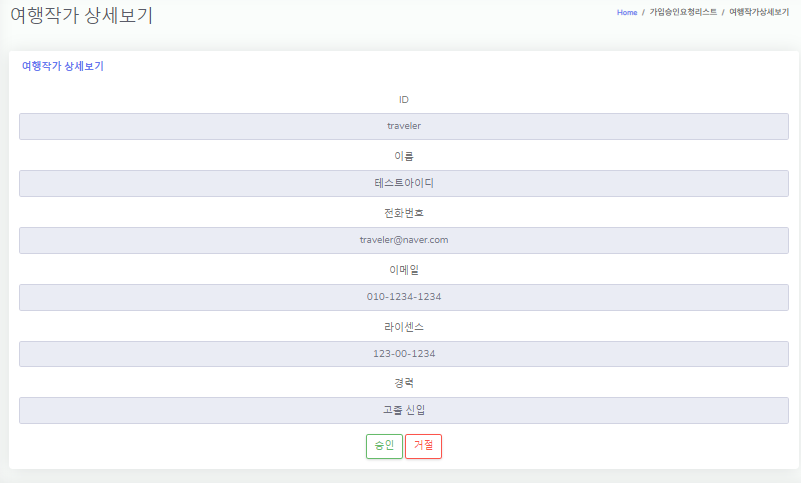 여행작가 상세보기
Home / 가입승인요청리스트 / 여행작가상세보기
여행작가 상세보기
ID
traveler
이름
테스트아이디
전화번호
traveler@naver.com
이메일
010-1234-1234
라이센스
123-00-1234
경력
고졸 신입
승인 거절